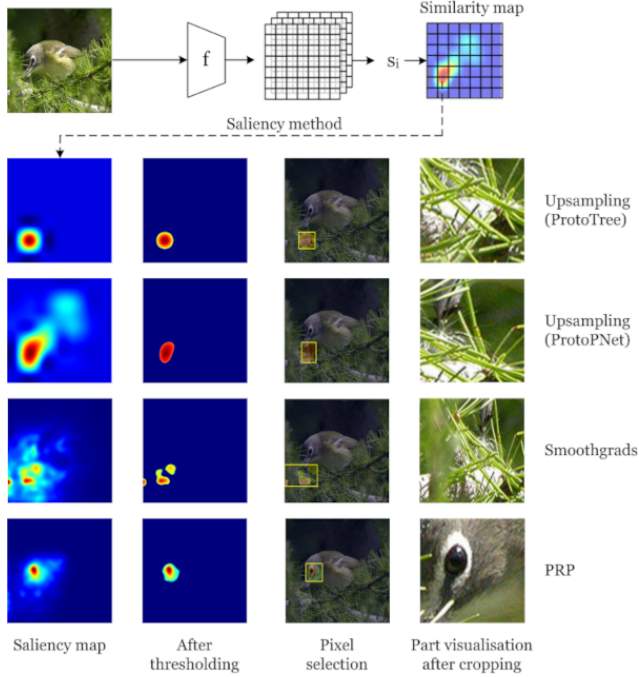 Similarity map
f
sᵢ
Saliency method
Upsampling
(ProtoTree)
Upsampling
(ProtoPNet)
Smoothgrads
PRP
Saliency map
After
thresholding
Pixel
selection
Part visualisation
after cropping